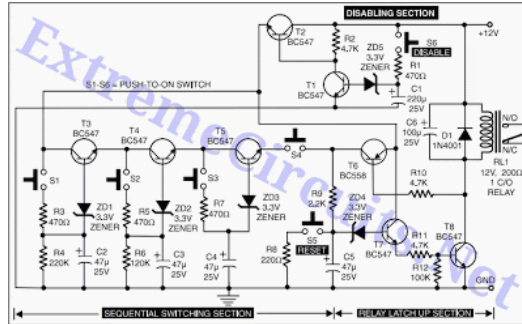 DISABLING SECTION
+12V
T2
BC547
R2
4.7K
ZD5
3.3V
ZENER
S6
DISABLE
R1
470Ω
T1
BC547
C1
220µ
25V
S1-S6 = PUSH-TO-ON SWITCH
C6
100µ
25V
D1
1N4001
N/O
N/C
RL1
12V, 200Ω
1 C/O
RELAY
T3
BC547
T4
BC547
T5
BC547
S4
T6
BC558
S1
S2
S3
R3
470Ω
ZD1
3.3V
ZENER
R5
470Ω
ZD2
3.3V
ZENER
R7
470Ω
ZD3
3.3V
ZENER
R9
2.2K
ZD4
3.3V
ZENER
R10
4.7K
S5
RESET
T7
BC547
R11
4.7K
T8
BC547
R4
220K
C2
47µ
25V
R6
120K
C3
47µ
25V
C4
47µ
25V
R8
220Ω
C5
47µ
25V
R12
100K
GND
SEQUENTIAL SWITCHING SECTION
RELAY LATCH UP SECTION
ExtremeCircuits.Net